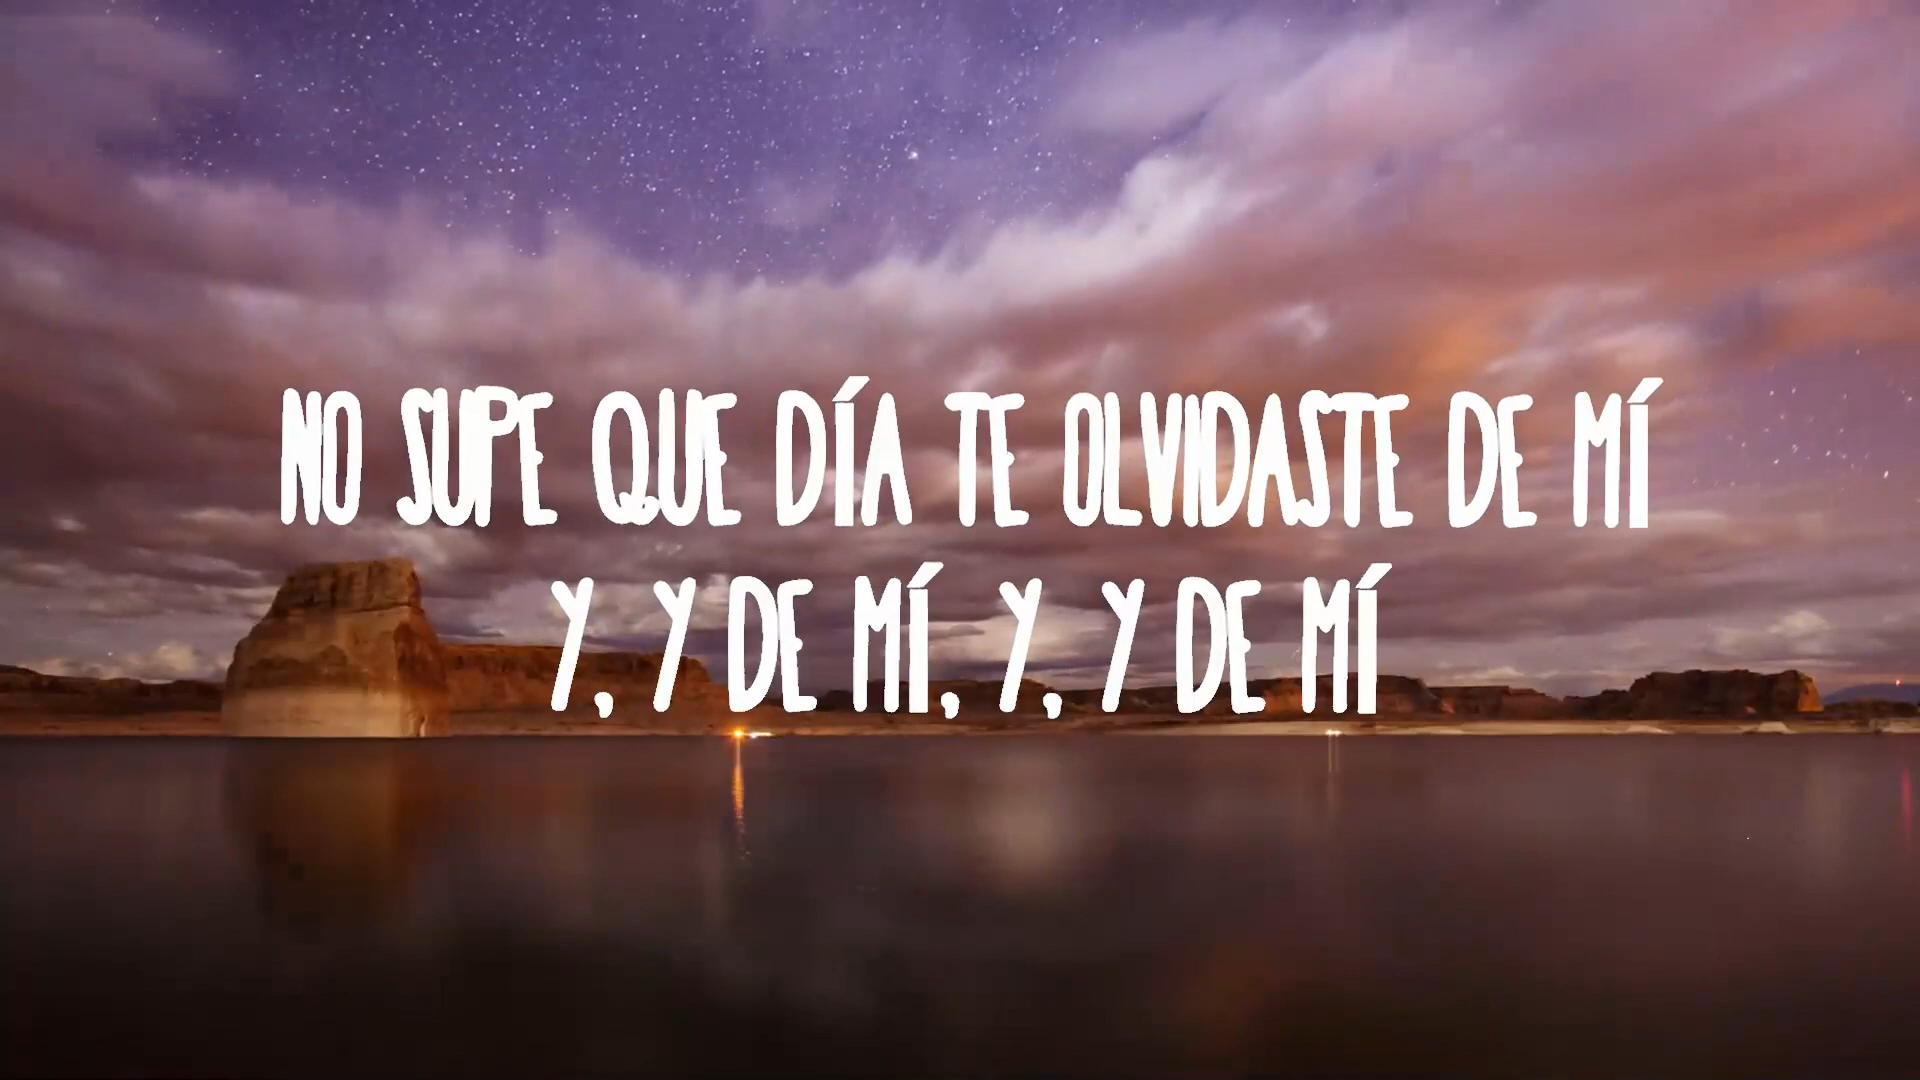 NO SUPE QUE DÍA TE OLVIDASTE DE MÍ
Y, Y DE MÍ, Y, Y DE MÍ